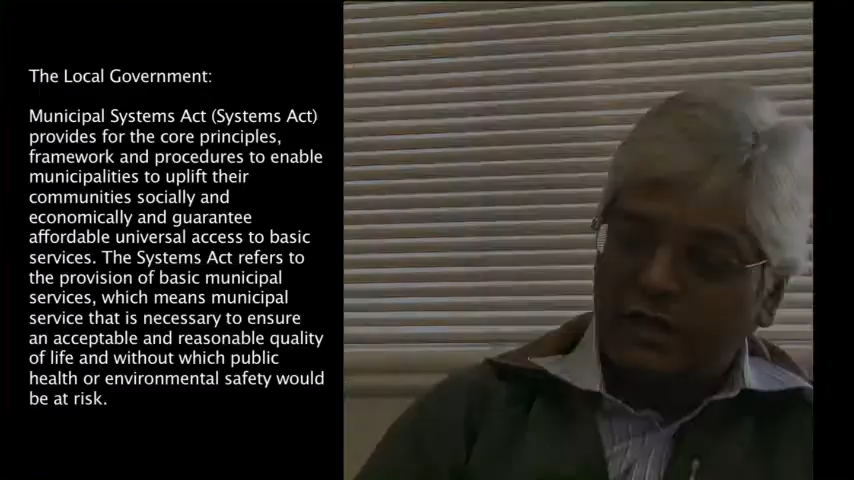 The Local Government:
Municipal Systems Act (Systems Act)
provides for the core principles,
framework and procedures to enable
municipalities to uplift their
communities socially and
economically and guarantee
affordable universal access to basic
services. The Systems Act refers to
the provision of basic municipal
services, which means municipal
service that is necessary to ensure
an acceptable and reasonable quality
of life and without which public
health or environmental safety would
be at risk.